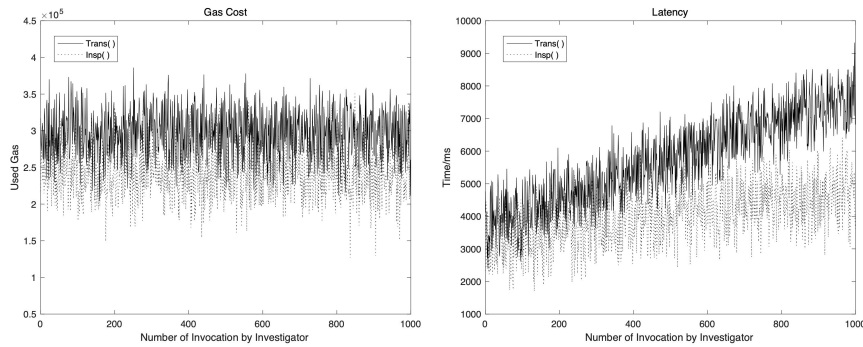 Gas Cost
×10⁵
4.5
4
3.5
3
2.5
2
1.5
1
0.5
Used Gas
Trans( )
Insp( )
0 200 400 600 800 1000
Number of Invocation by Investigator
Latency
10000
9000
8000
7000
6000
5000
4000
3000
2000
1000
Time/ms
Trans( )
Insp( )
0 200 400 600 800 1000
Number of Invocation by Investigator